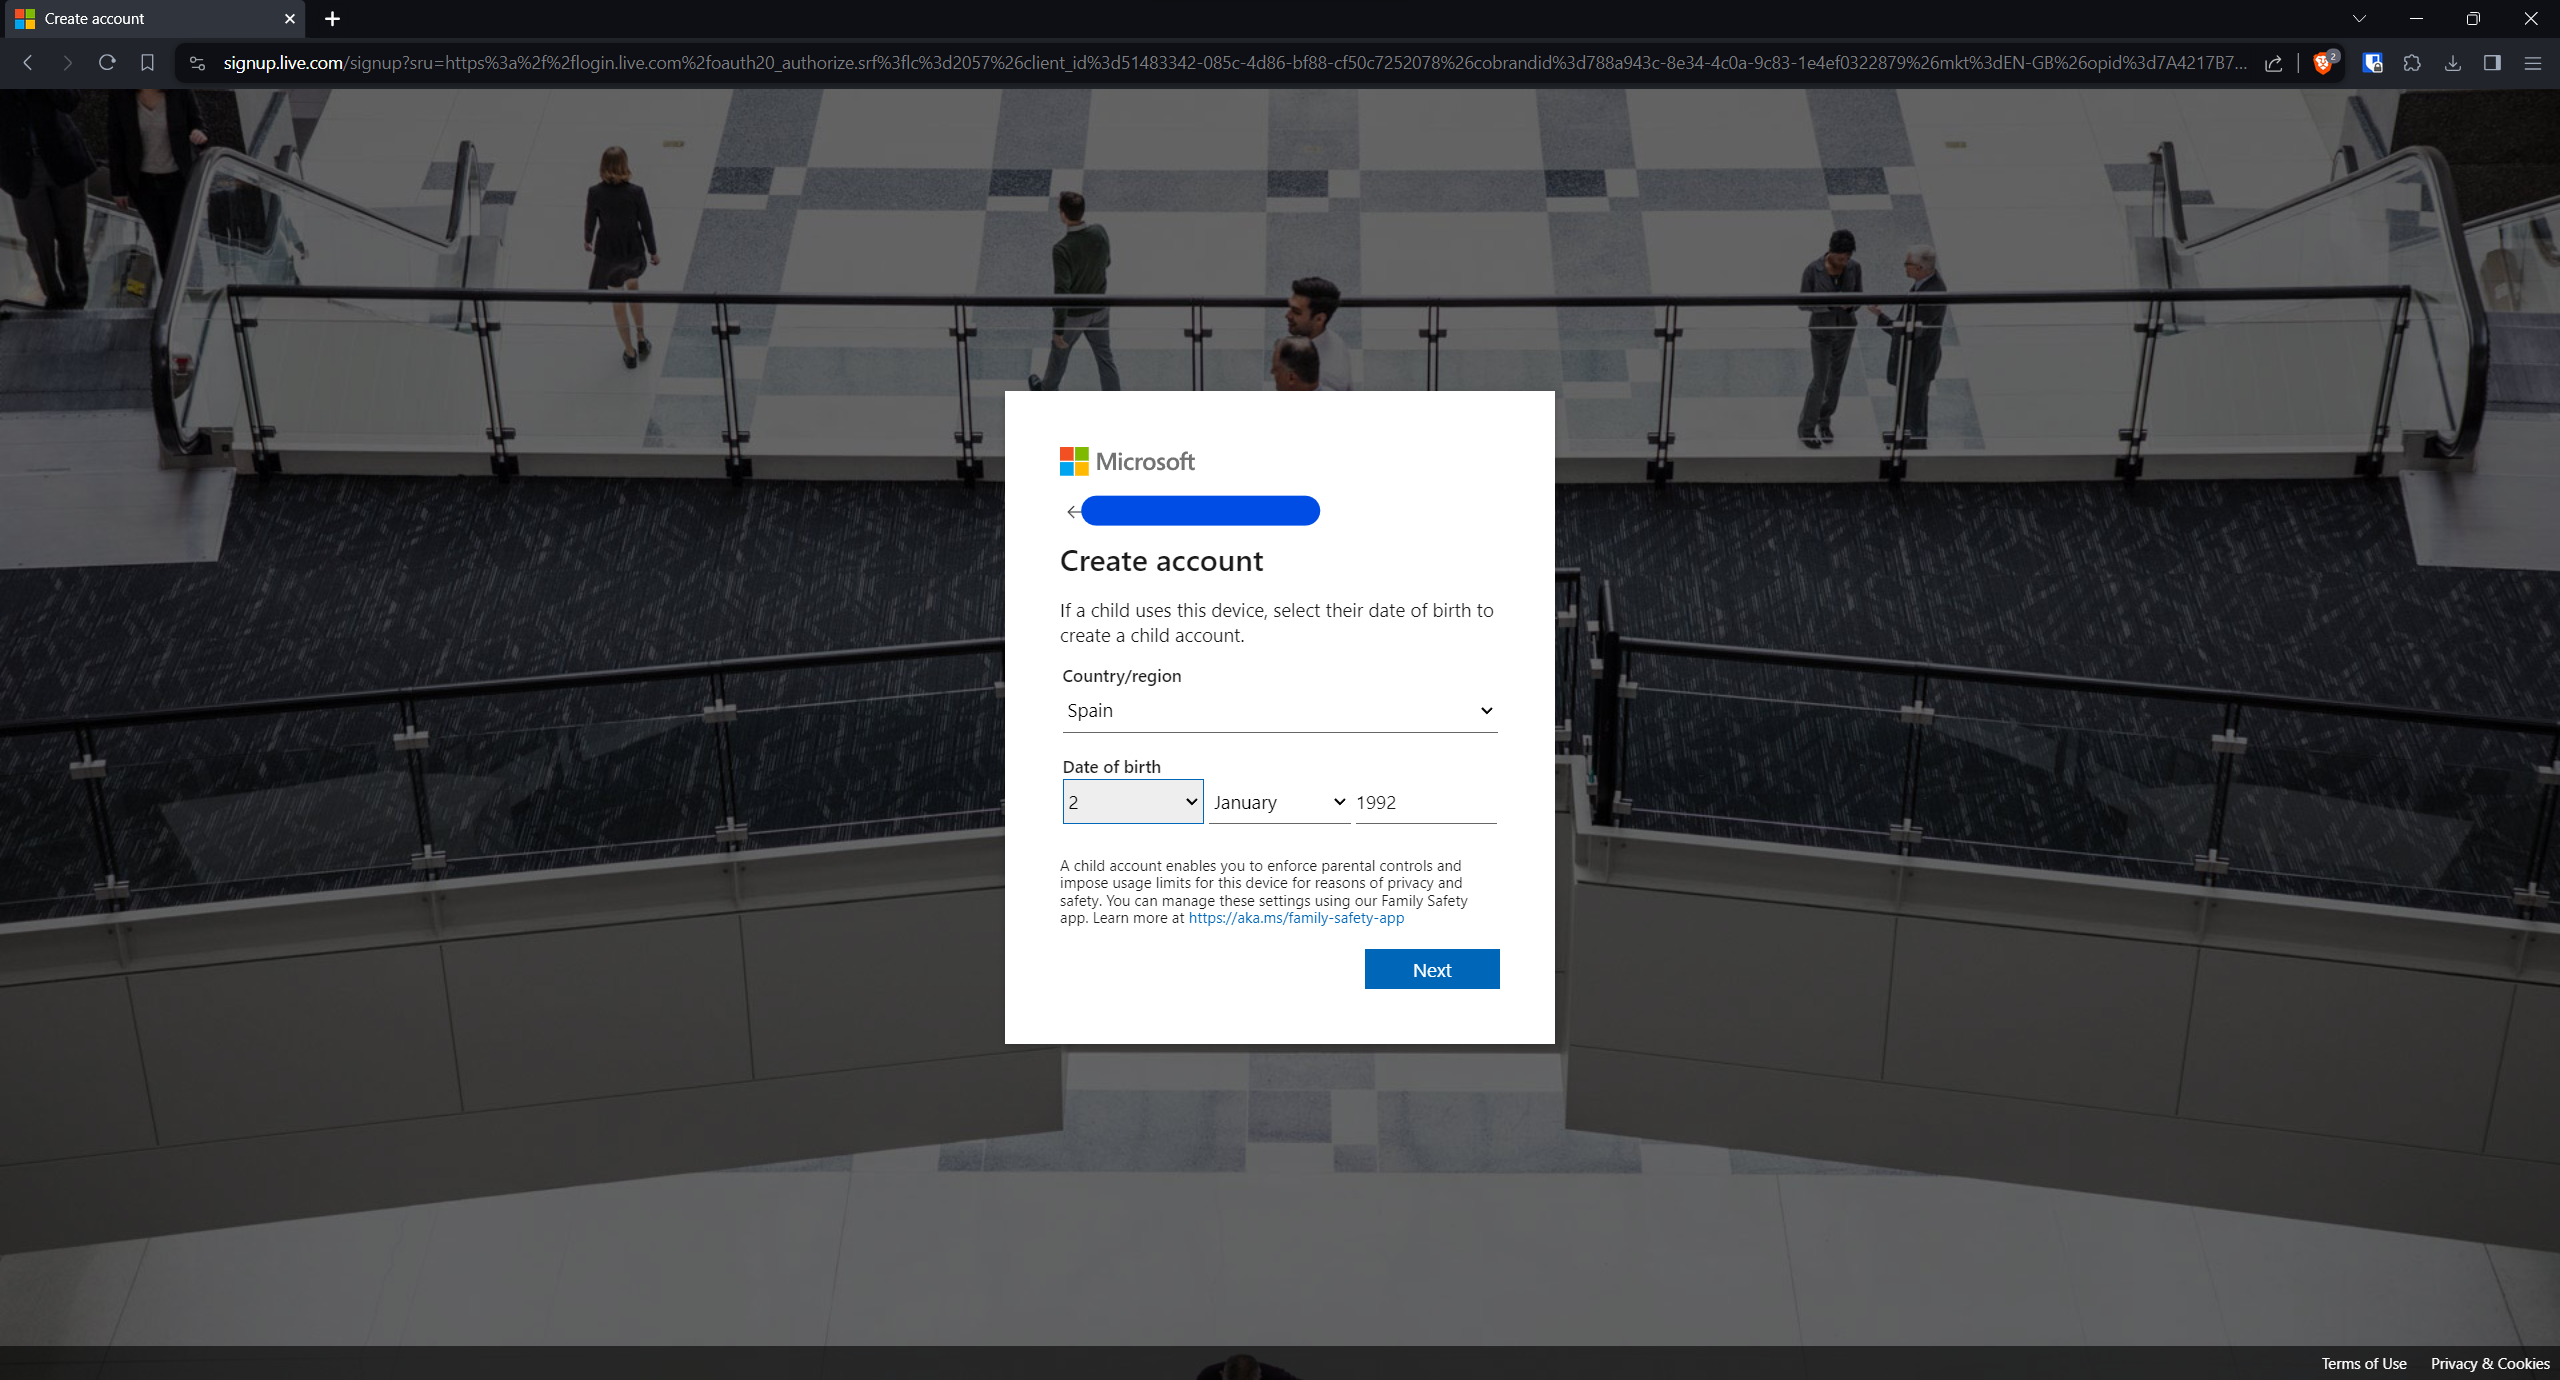 Create account
signup.live.com/signup?sru=https%3a%2f%2flogin.live.com%2foauth20_authorize.srf%3flc%3d2057%26client_id%3d51483342-085c-4d86-bf88-cf50c7252078%26cobrandid%3d788a943c-8e34-4c0a-9c83-1e4ef0322879%26mkt%3dEN-GB%26opid%3d7A4217B7...
2
Microsoft
Create account
If a child uses this device, select their date of birth to
create a child account.
Country/region
Spain
Date of birth
2 January 1992
A child account enables you to enforce parental controls and
impose usage limits for this device for reasons of privacy and
safety. You can manage these settings using our Family Safety
app. Learn more at https://aka.ms/family-safety-app
Next
Terms of Use Privacy & Cookies